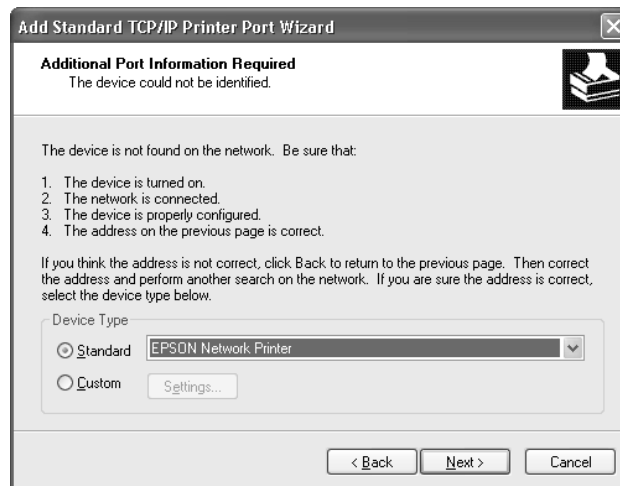 Add Standard TCP/IP Printer Port Wizard
Additional Port Information Required
The device could not be identified.
The device is not found on the network. Be sure that:
1. The device is turned on.
2. The network is connected.
3. The device is properly configured.
4. The address on the previous page is correct.
If you think the address is not correct, click Back to return to the previous page. Then correct
the address and perform another search on the network. If you are sure the address is correct,
select the device type below.
Device Type
Standard EPSON Network Printer
Custom Settings...
< Back Next > Cancel